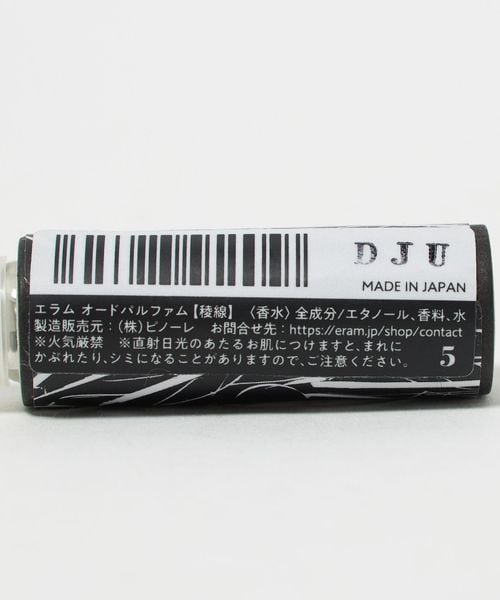 DJU
MADE IN JAPAN
エラム オードパルファム【稜線】〈香水〉全成分/エタノール、香料、水
製造販売元：(株)ピノーレ お問合せ先：https://eram.jp/shop/contact
※火気厳禁 ※直射日光のあたるお肌につけますと、まれに
かぶれたり、シミになることがありますので、ご注意ください。
5